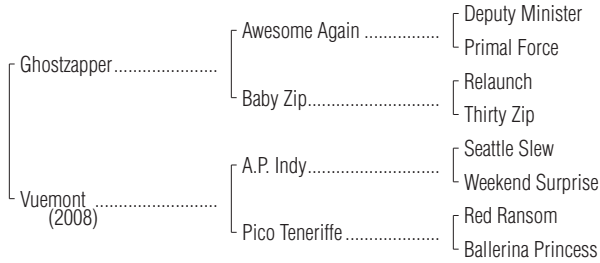 Deputy Minister
Awesome Again ..................
Primal Force
Ghostzapper.......................
Relaunch
Baby Zip..............................
Thirty Zip
Seattle Slew
A.P. Indy..............................
Weekend Surprise
Vuemont ...........................
(2008)
Red Ransom
Pico Teneriffe.....................
Ballerina Princess